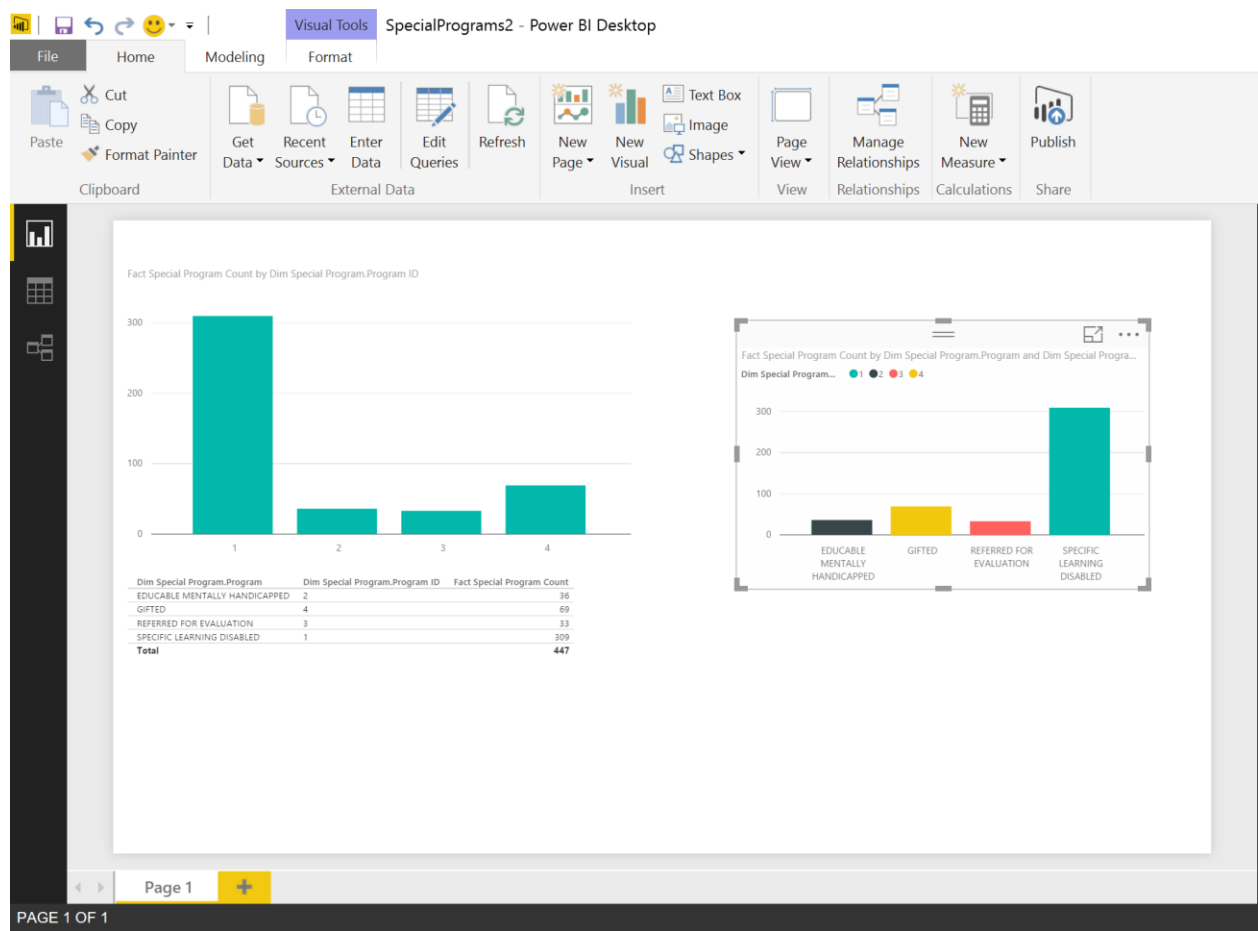 Visual Tools SpecialPrograms2 - Power BI Desktop
File Home Modeling Format
Paste
Cut
Copy
Format Painter
Clipboard
Get Data
Recent Sources
Enter Data
Edit Queries
Refresh
External Data
New Page
New Visual
Text Box
Image
Shapes
Insert
Page View
View
Manage Relationships
Relationships
New Measure
Calculations
Publish
Share
Fact Special Program Count by Dim Special Program.Program ID
300
200
100
0
1 2 3 4
Dim Special Program.Program Dim Special Program.Program ID Fact Special Program Count
EDUCABLE MENTALLY HANDICAPPED 2 36
GIFTED 4 69
REFERRED FOR EVALUATION 3 33
SPECIFIC LEARNING DISABLED 1 309
Total 447
Fact Special Program Count by Dim Special Program.Program and Dim Special Progra...
Dim Special Program... 1 2 3 4
300
200
100
0
EDUCABLE MENTALLY HANDICAPPED
GIFTED
REFERRED FOR EVALUATION
SPECIFIC LEARNING DISABLED
Page 1
PAGE 1 OF 1